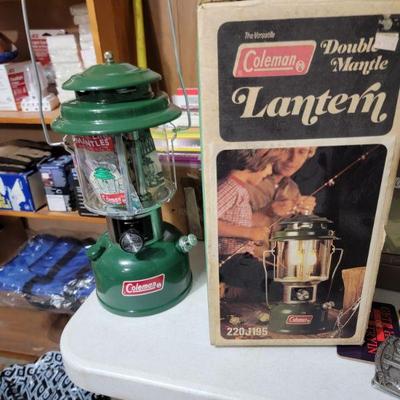 The Versatile
Coleman
Double
Mantle
Lantern
MANTLES
Coleman
Coleman
220J195